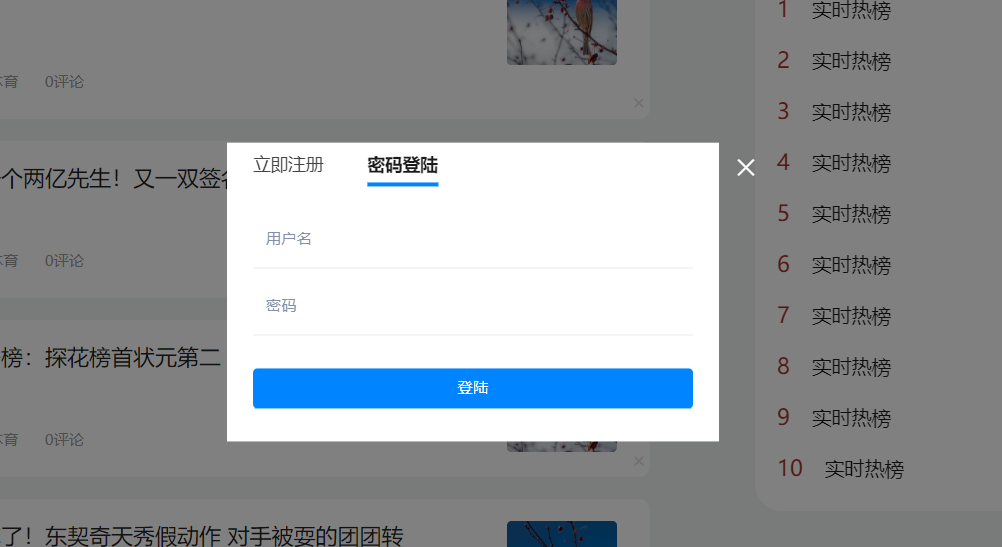 育 0评论
个两亿先生！又一双签名
育 0评论
榜：探花榜首状元第二
育 0评论
了！东契奇天秀假动作 对手被耍的团团转
立即注册 密码登陆
用户名
密码
登陆
1 实时热榜
2 实时热榜
3 实时热榜
4 实时热榜
5 实时热榜
6 实时热榜
7 实时热榜
8 实时热榜
9 实时热榜
10 实时热榜